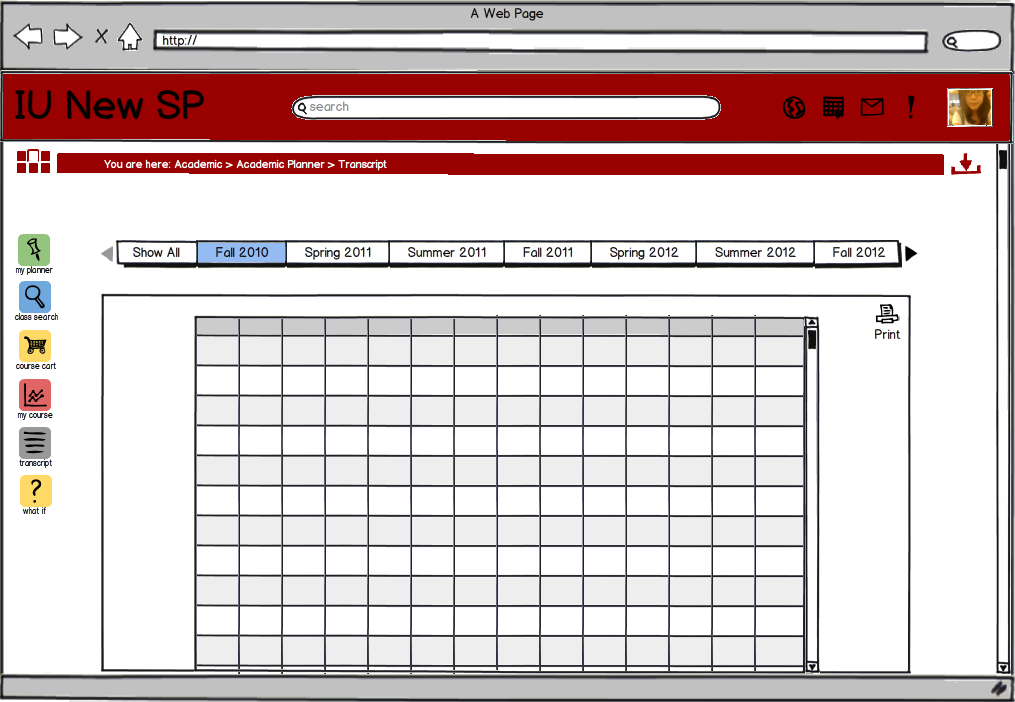 A Web Page
http://
IU New SP
search
You are here: Academic > Academic Planner > Transcript
my planner
class search
course cart
my course
transcript
what if
Show All Fall 2010 Spring 2011 Summer 2011 Fall 2011 Spring 2012 Summer 2012 Fall 2012
Print